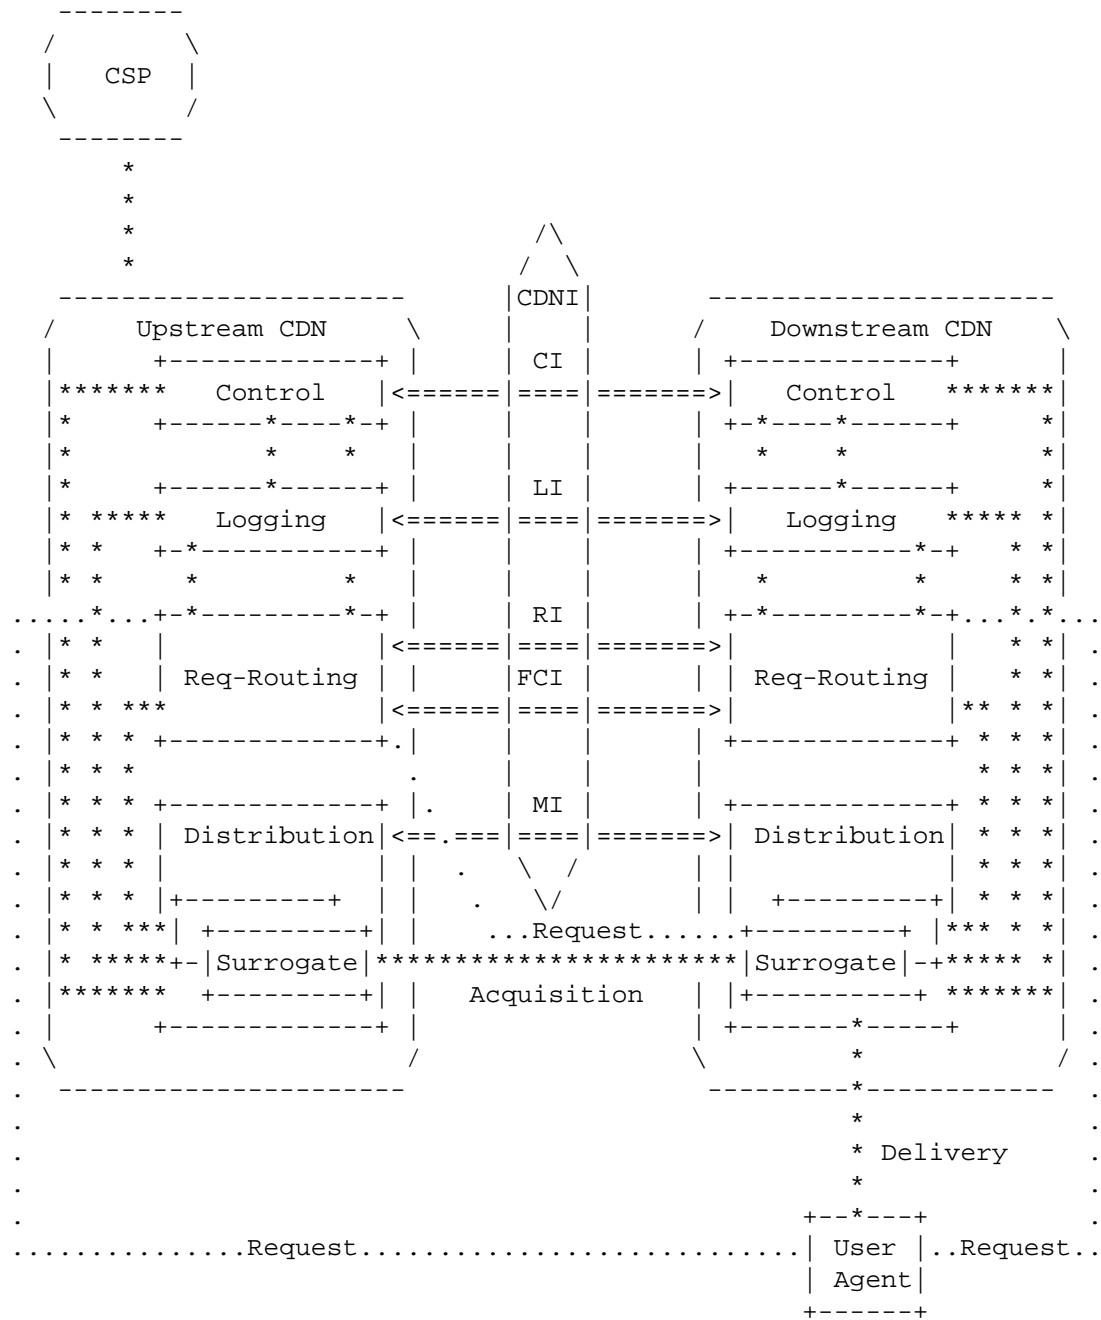 CSP
CDNI
Upstream CDN Downstream CDN
CI
Control Control
LI
Logging Logging
RI
Req-Routing FCI Req-Routing
MI
Distribution Distribution
...Request......
Surrogate Surrogate
Acquisition
Delivery
Request User Request
Agent